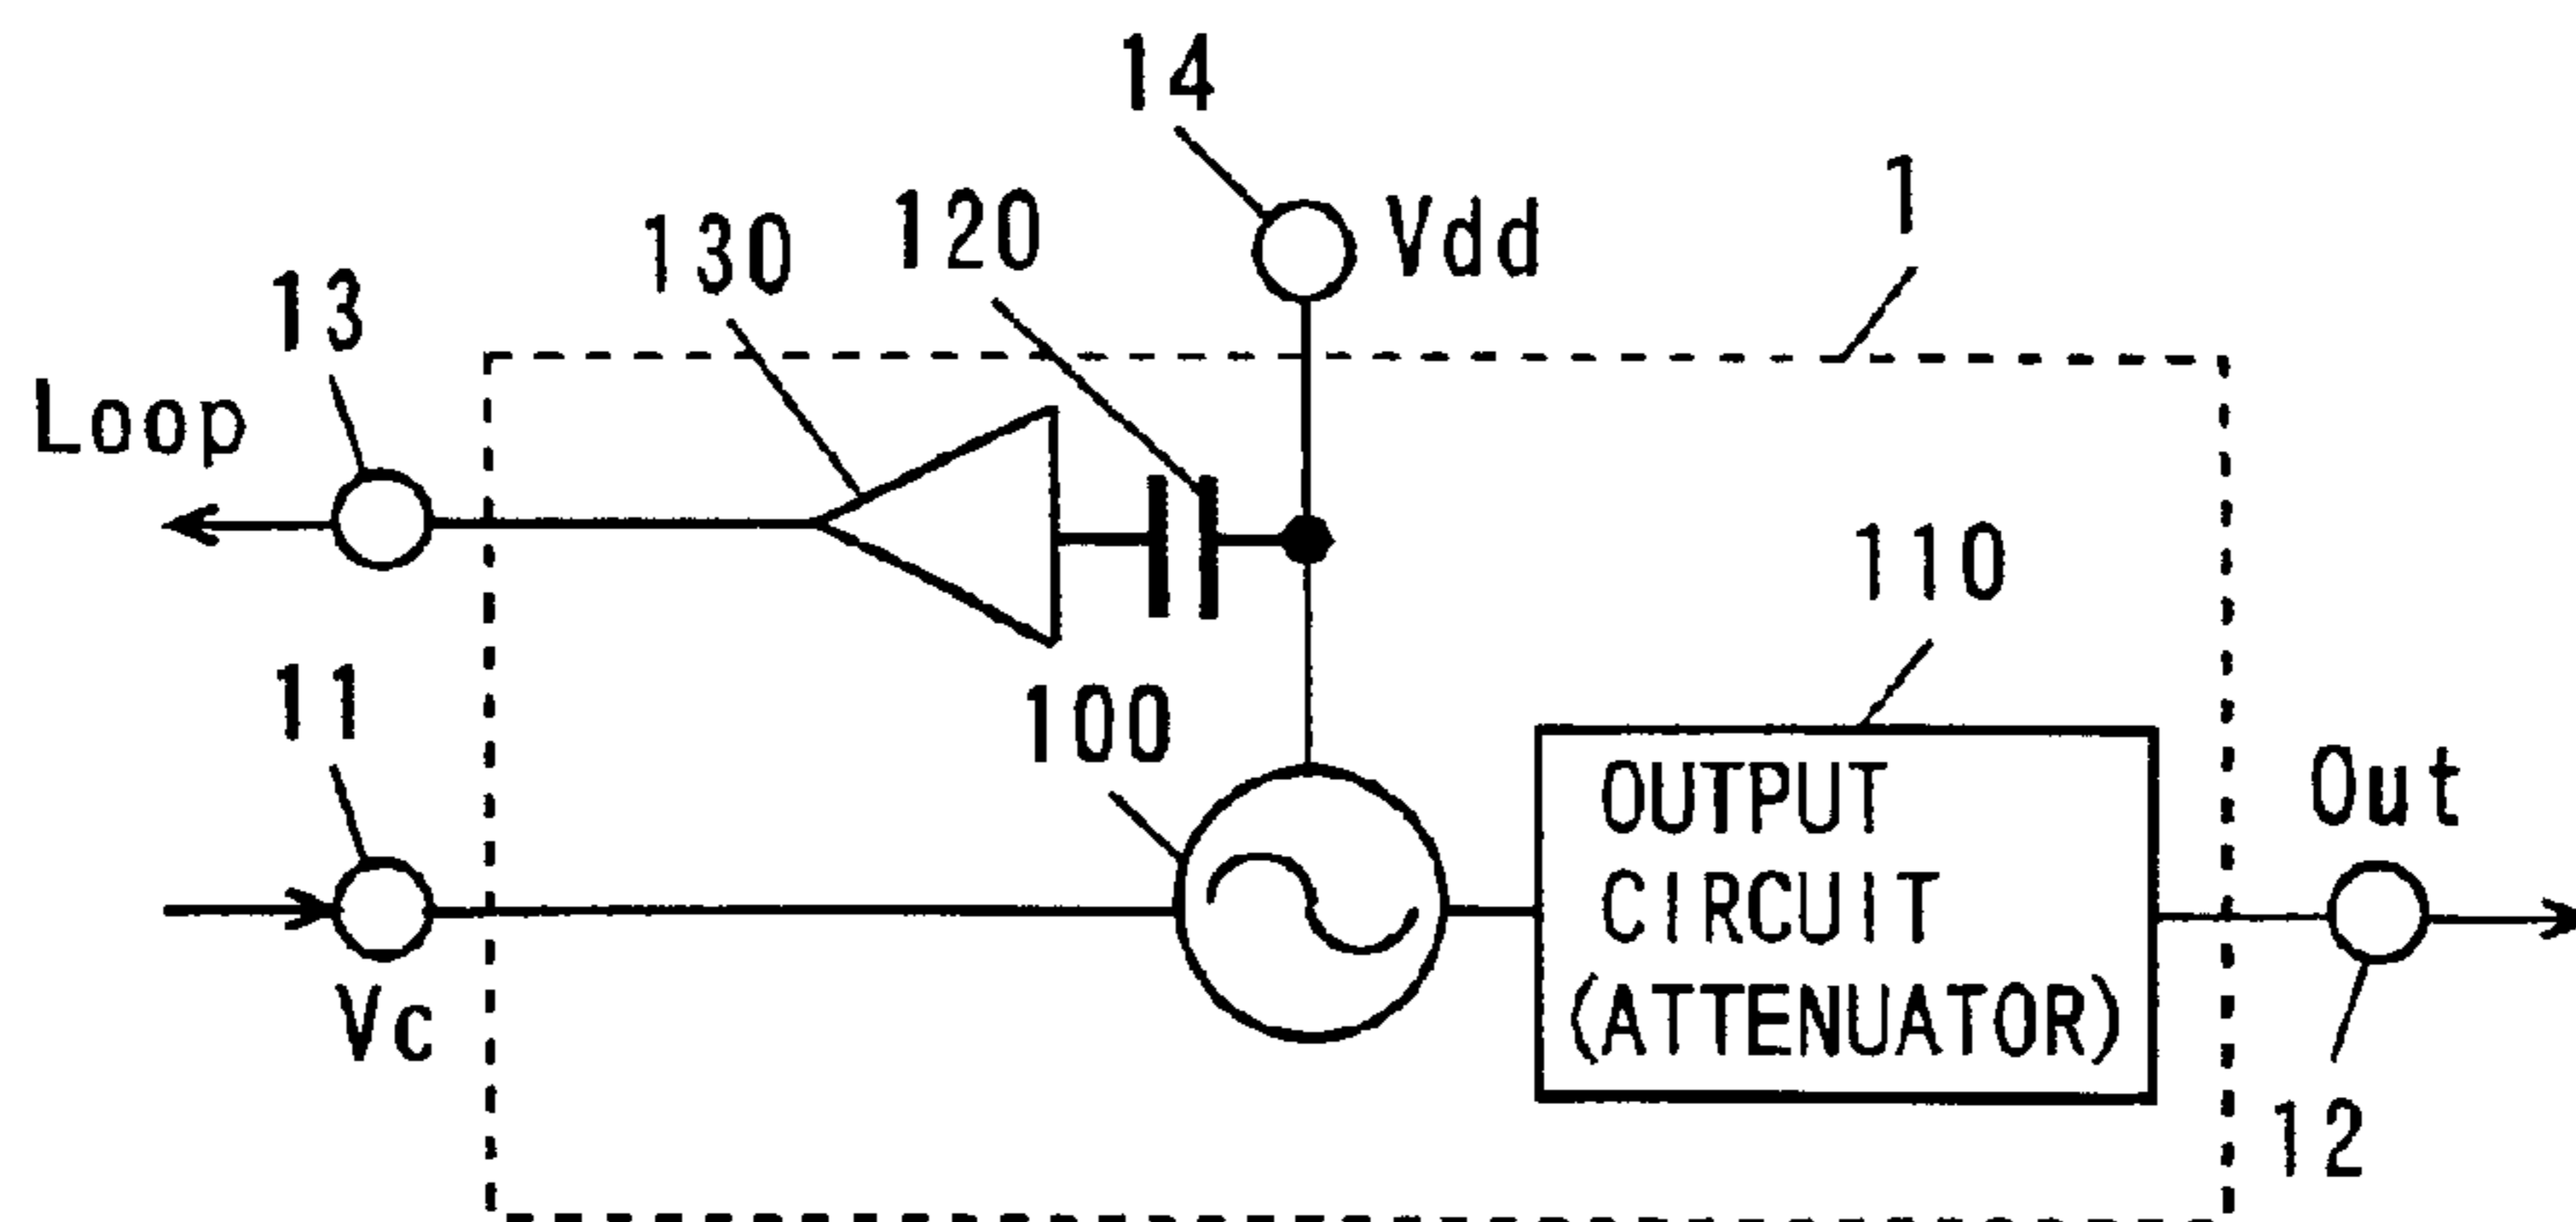 14
1
Vdd
120
130
13
Loop
110
11
100
OUTPUT
CIRCUIT
(ATTENUATOR)
Out
Vc
12